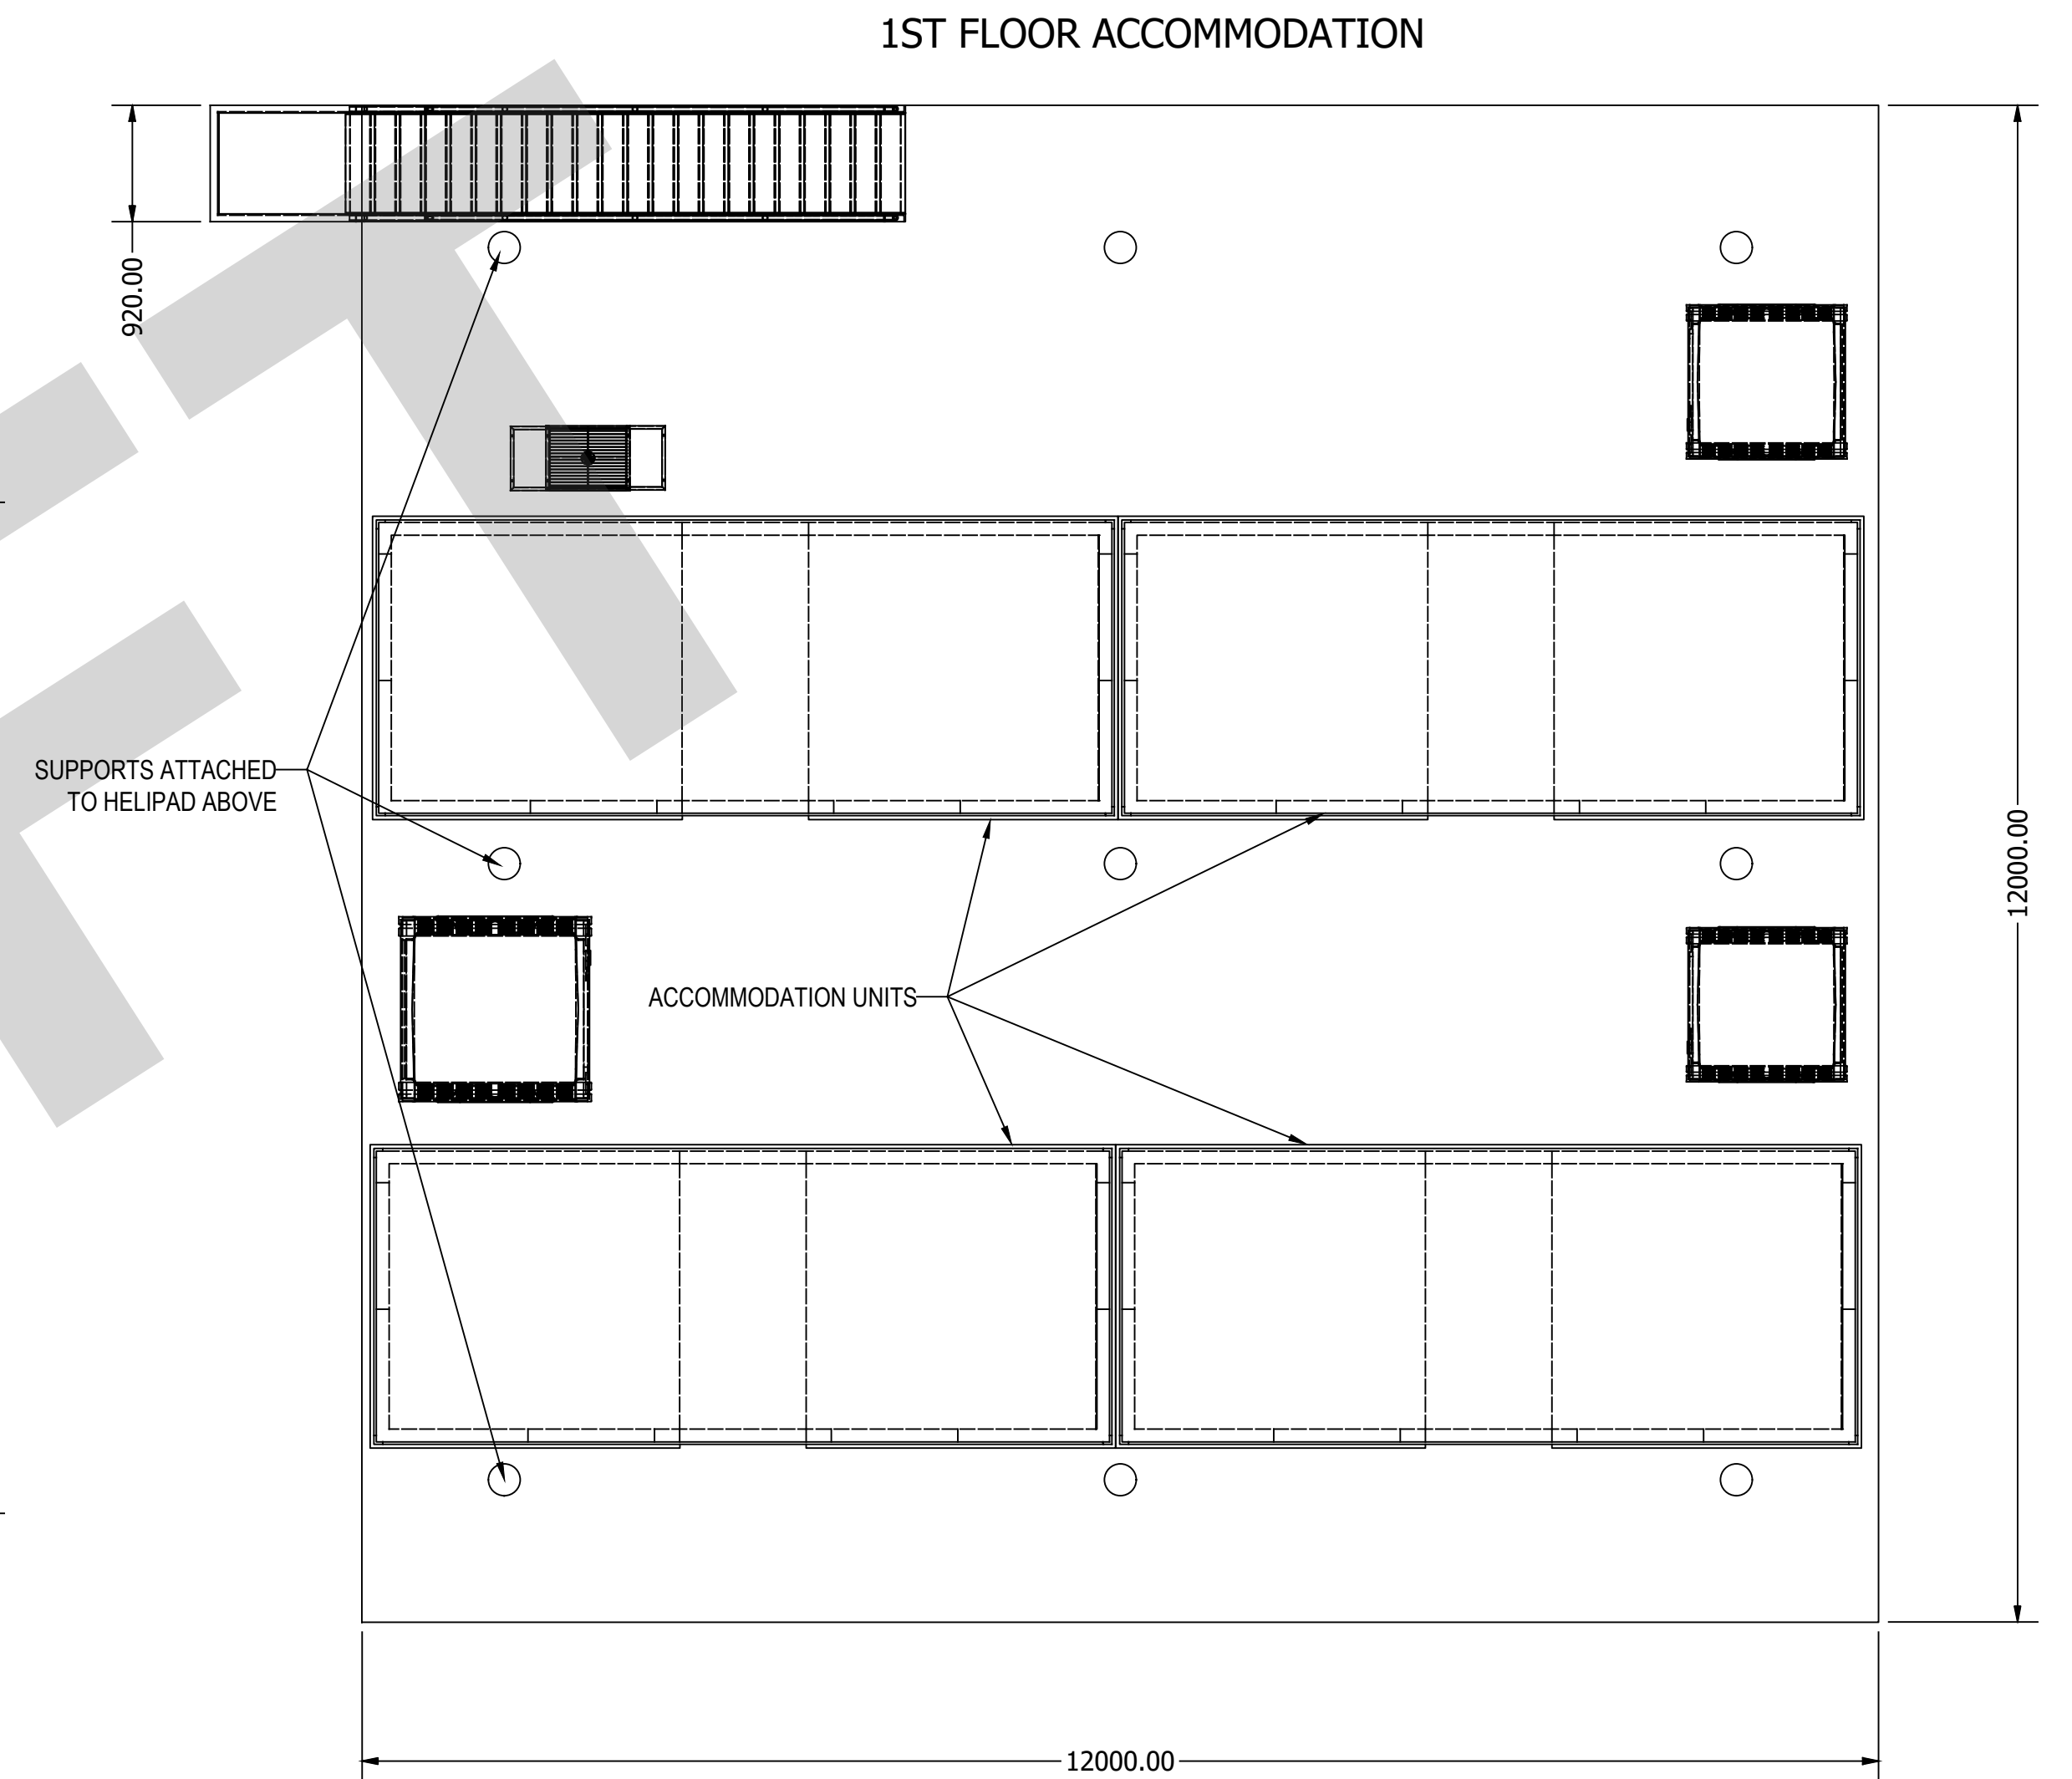 1ST FLOOR ACCOMMODATION
920.00
SUPPORTS ATTACHED
TO HELIPAD ABOVE
12000.00
ACCOMMODATION UNITS
12000.00